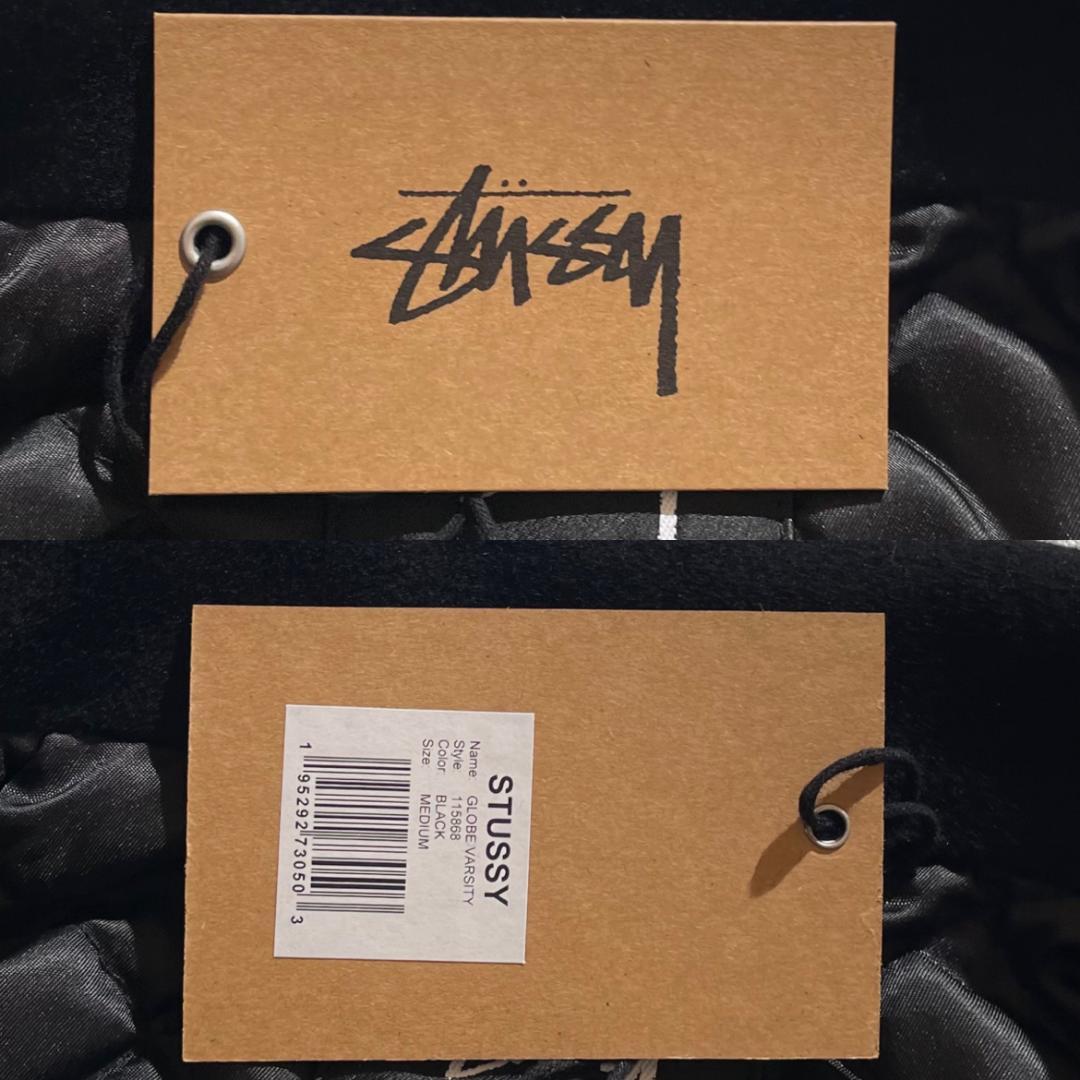 Stüssy
STUSSY
Name: GLOBE VARSITY
Style: 115868
Color: BLACK
Size: MEDIUM
1 95292 73050 3